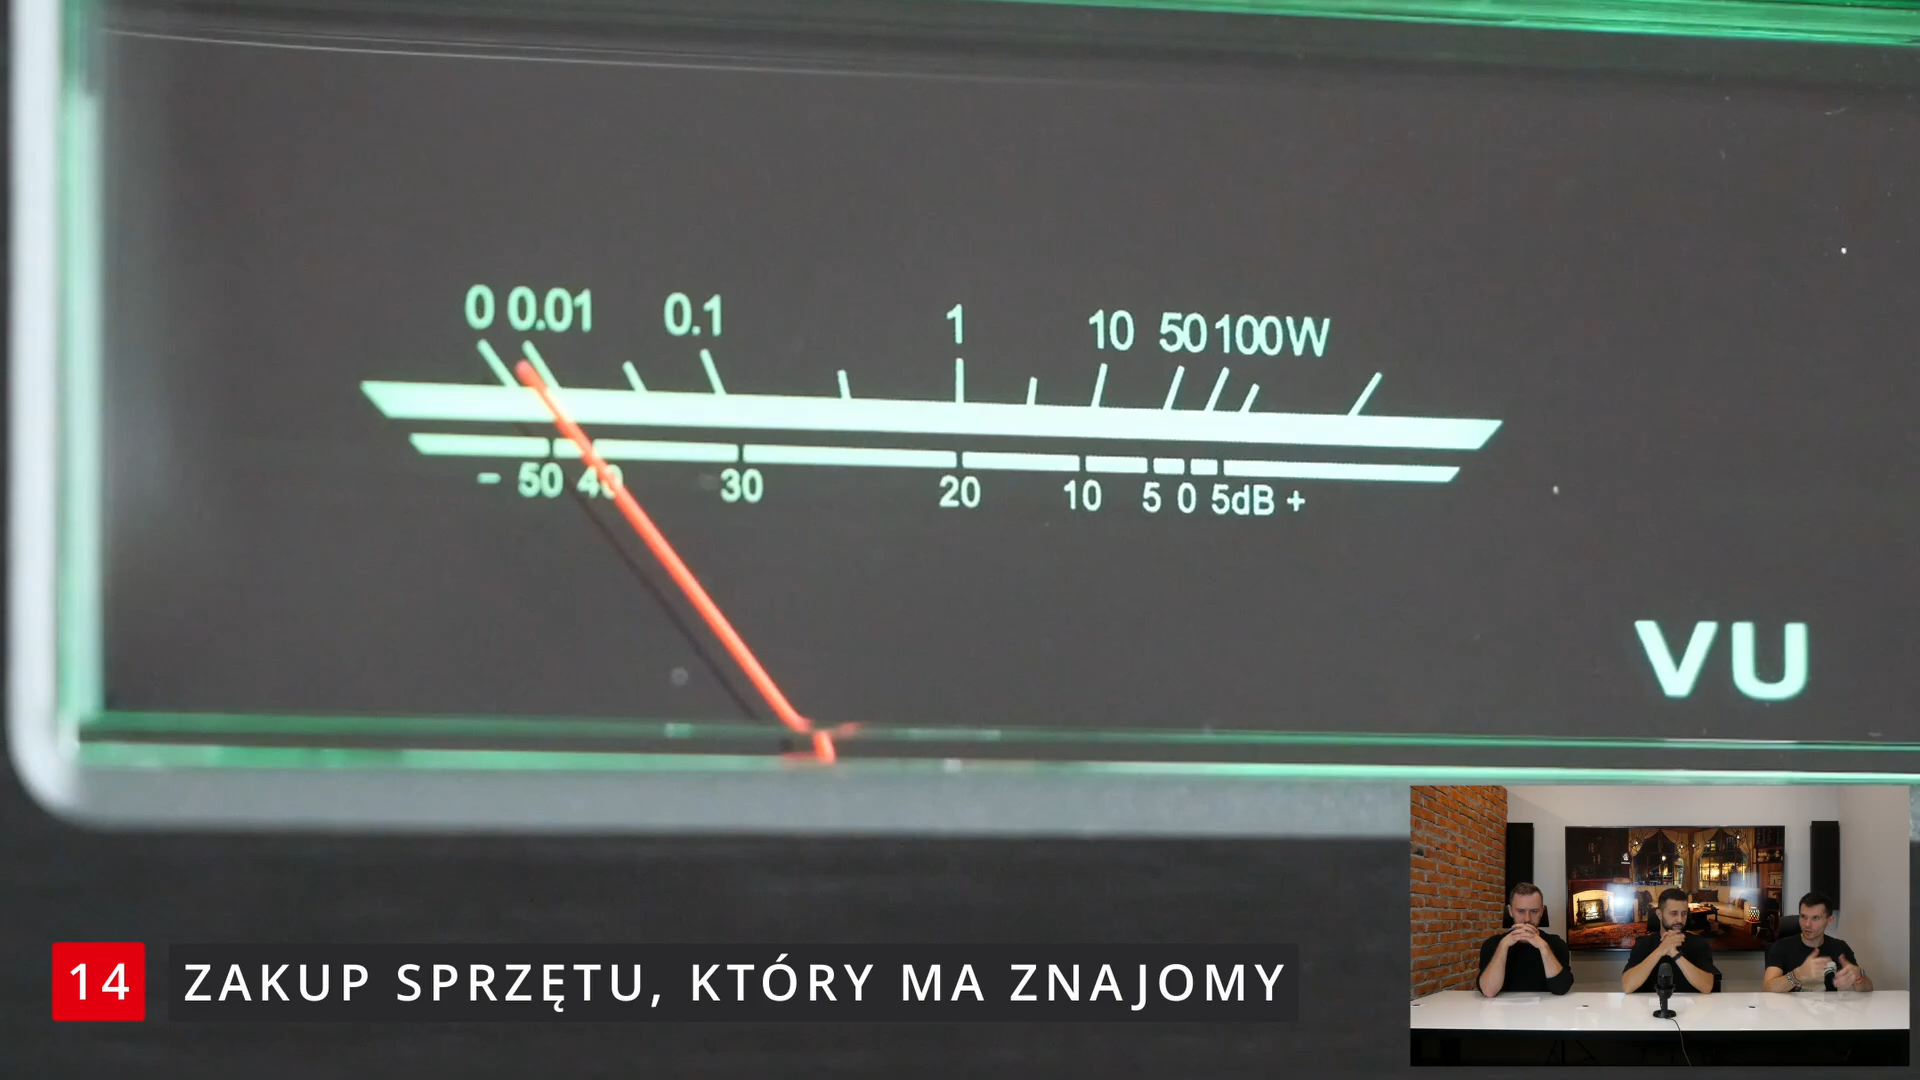 0 0.01 0.1 1 10 50 100W
- 50 40 30 20 10 5 0 5dB +
VU
14 ZAKUP SPRZĘTU, KTÓRY MA ZNAJOMY